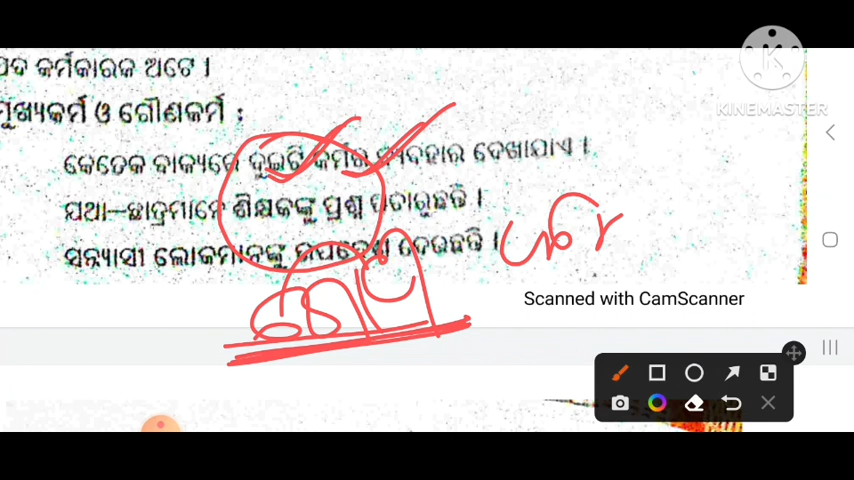 ପଦ କର୍ମକାରକ ଅଟେ ।
KINEMASTER
ମୁଖ୍ୟକର୍ମ ଓ ଗୌଣକର୍ମ :
କେତେକ ବାକ୍ୟରେ ଦୁଇଟି କର୍ମର ବ୍ୟବହାର ଦେଖାଯାଏ ।
ଯଥା–ଛାତ୍ରମାନେ ଶିକ୍ଷକଙ୍କୁ ପ୍ରଶ୍ନ ପଚାରୁଛନ୍ତି ।
ସନ୍ନ୍ୟାସୀ ଲୋକମାନଙ୍କୁ ଉପଦେଶ ଦେଉଛନ୍ତି ।
Scanned with CamScanner